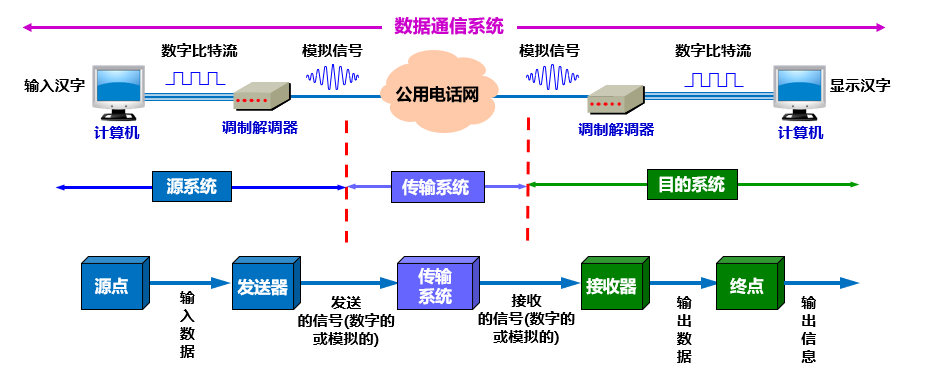 数据通信系统
数字比特流
模拟信号
模拟信号
数字比特流
输入汉字
公用电话网
显示汉字
计算机
调制解调器
调制解调器
计算机
源系统
传输系统
目的系统
源点
发送器
传输
系统
接收器
终点
输
入
数
据
发送
的信号(数字的
或模拟的)
接收
的信号(数字的
或模拟的)
输
出
数
据
输
出
信
息